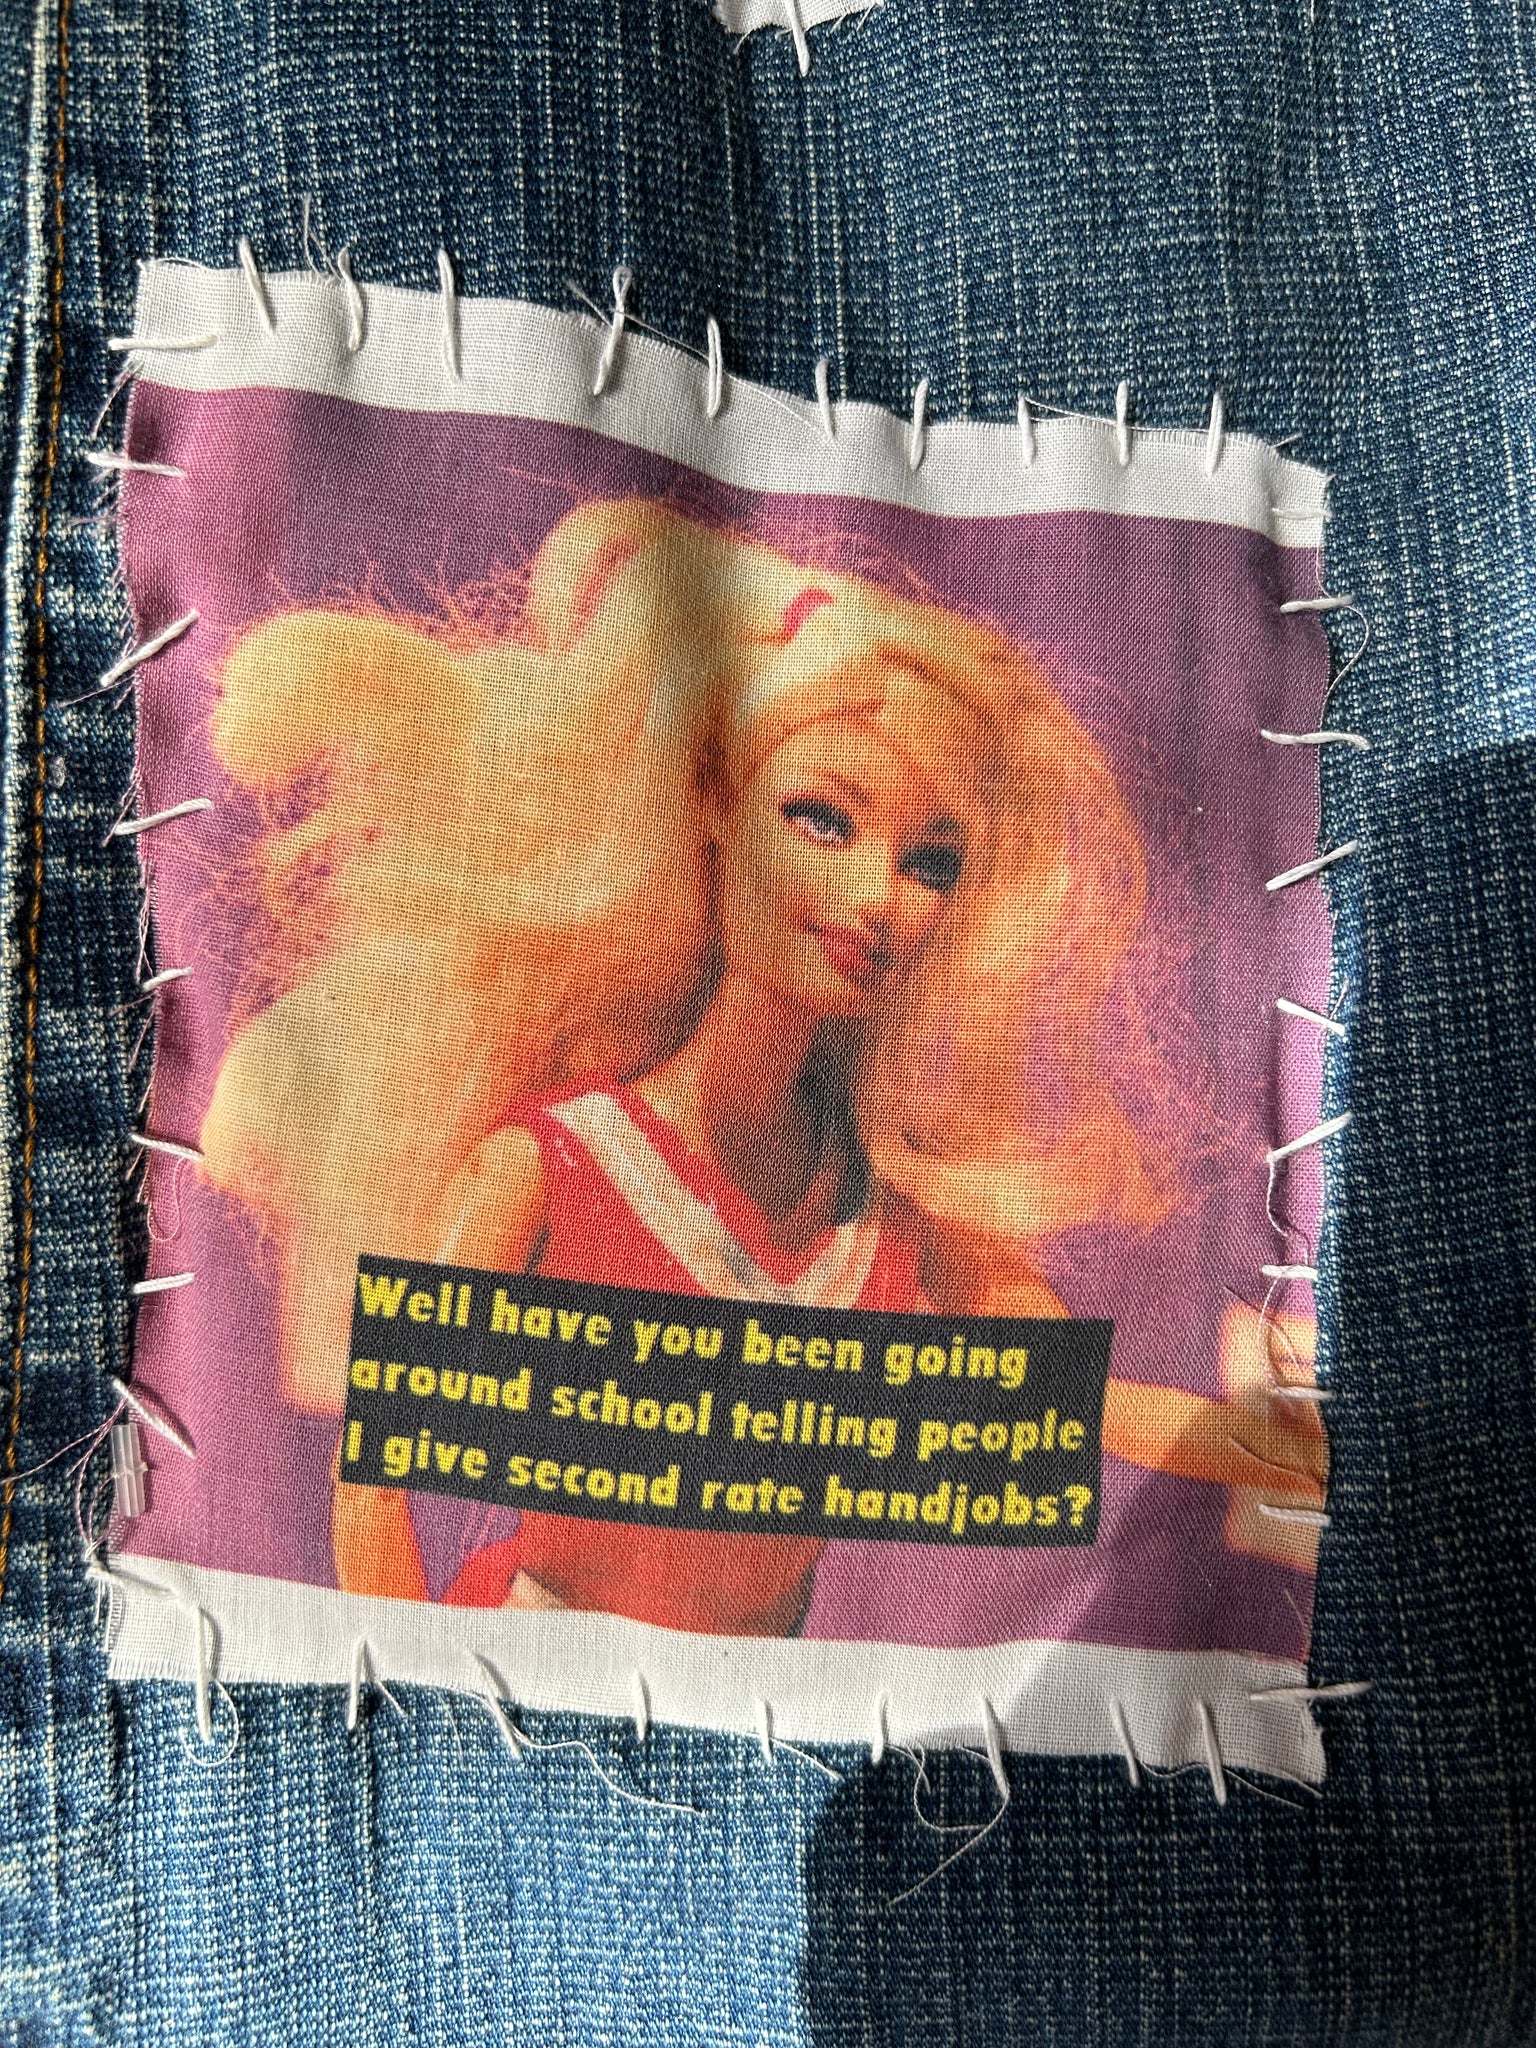 Well have you been going
around school telling people
I give second rate handjobs?